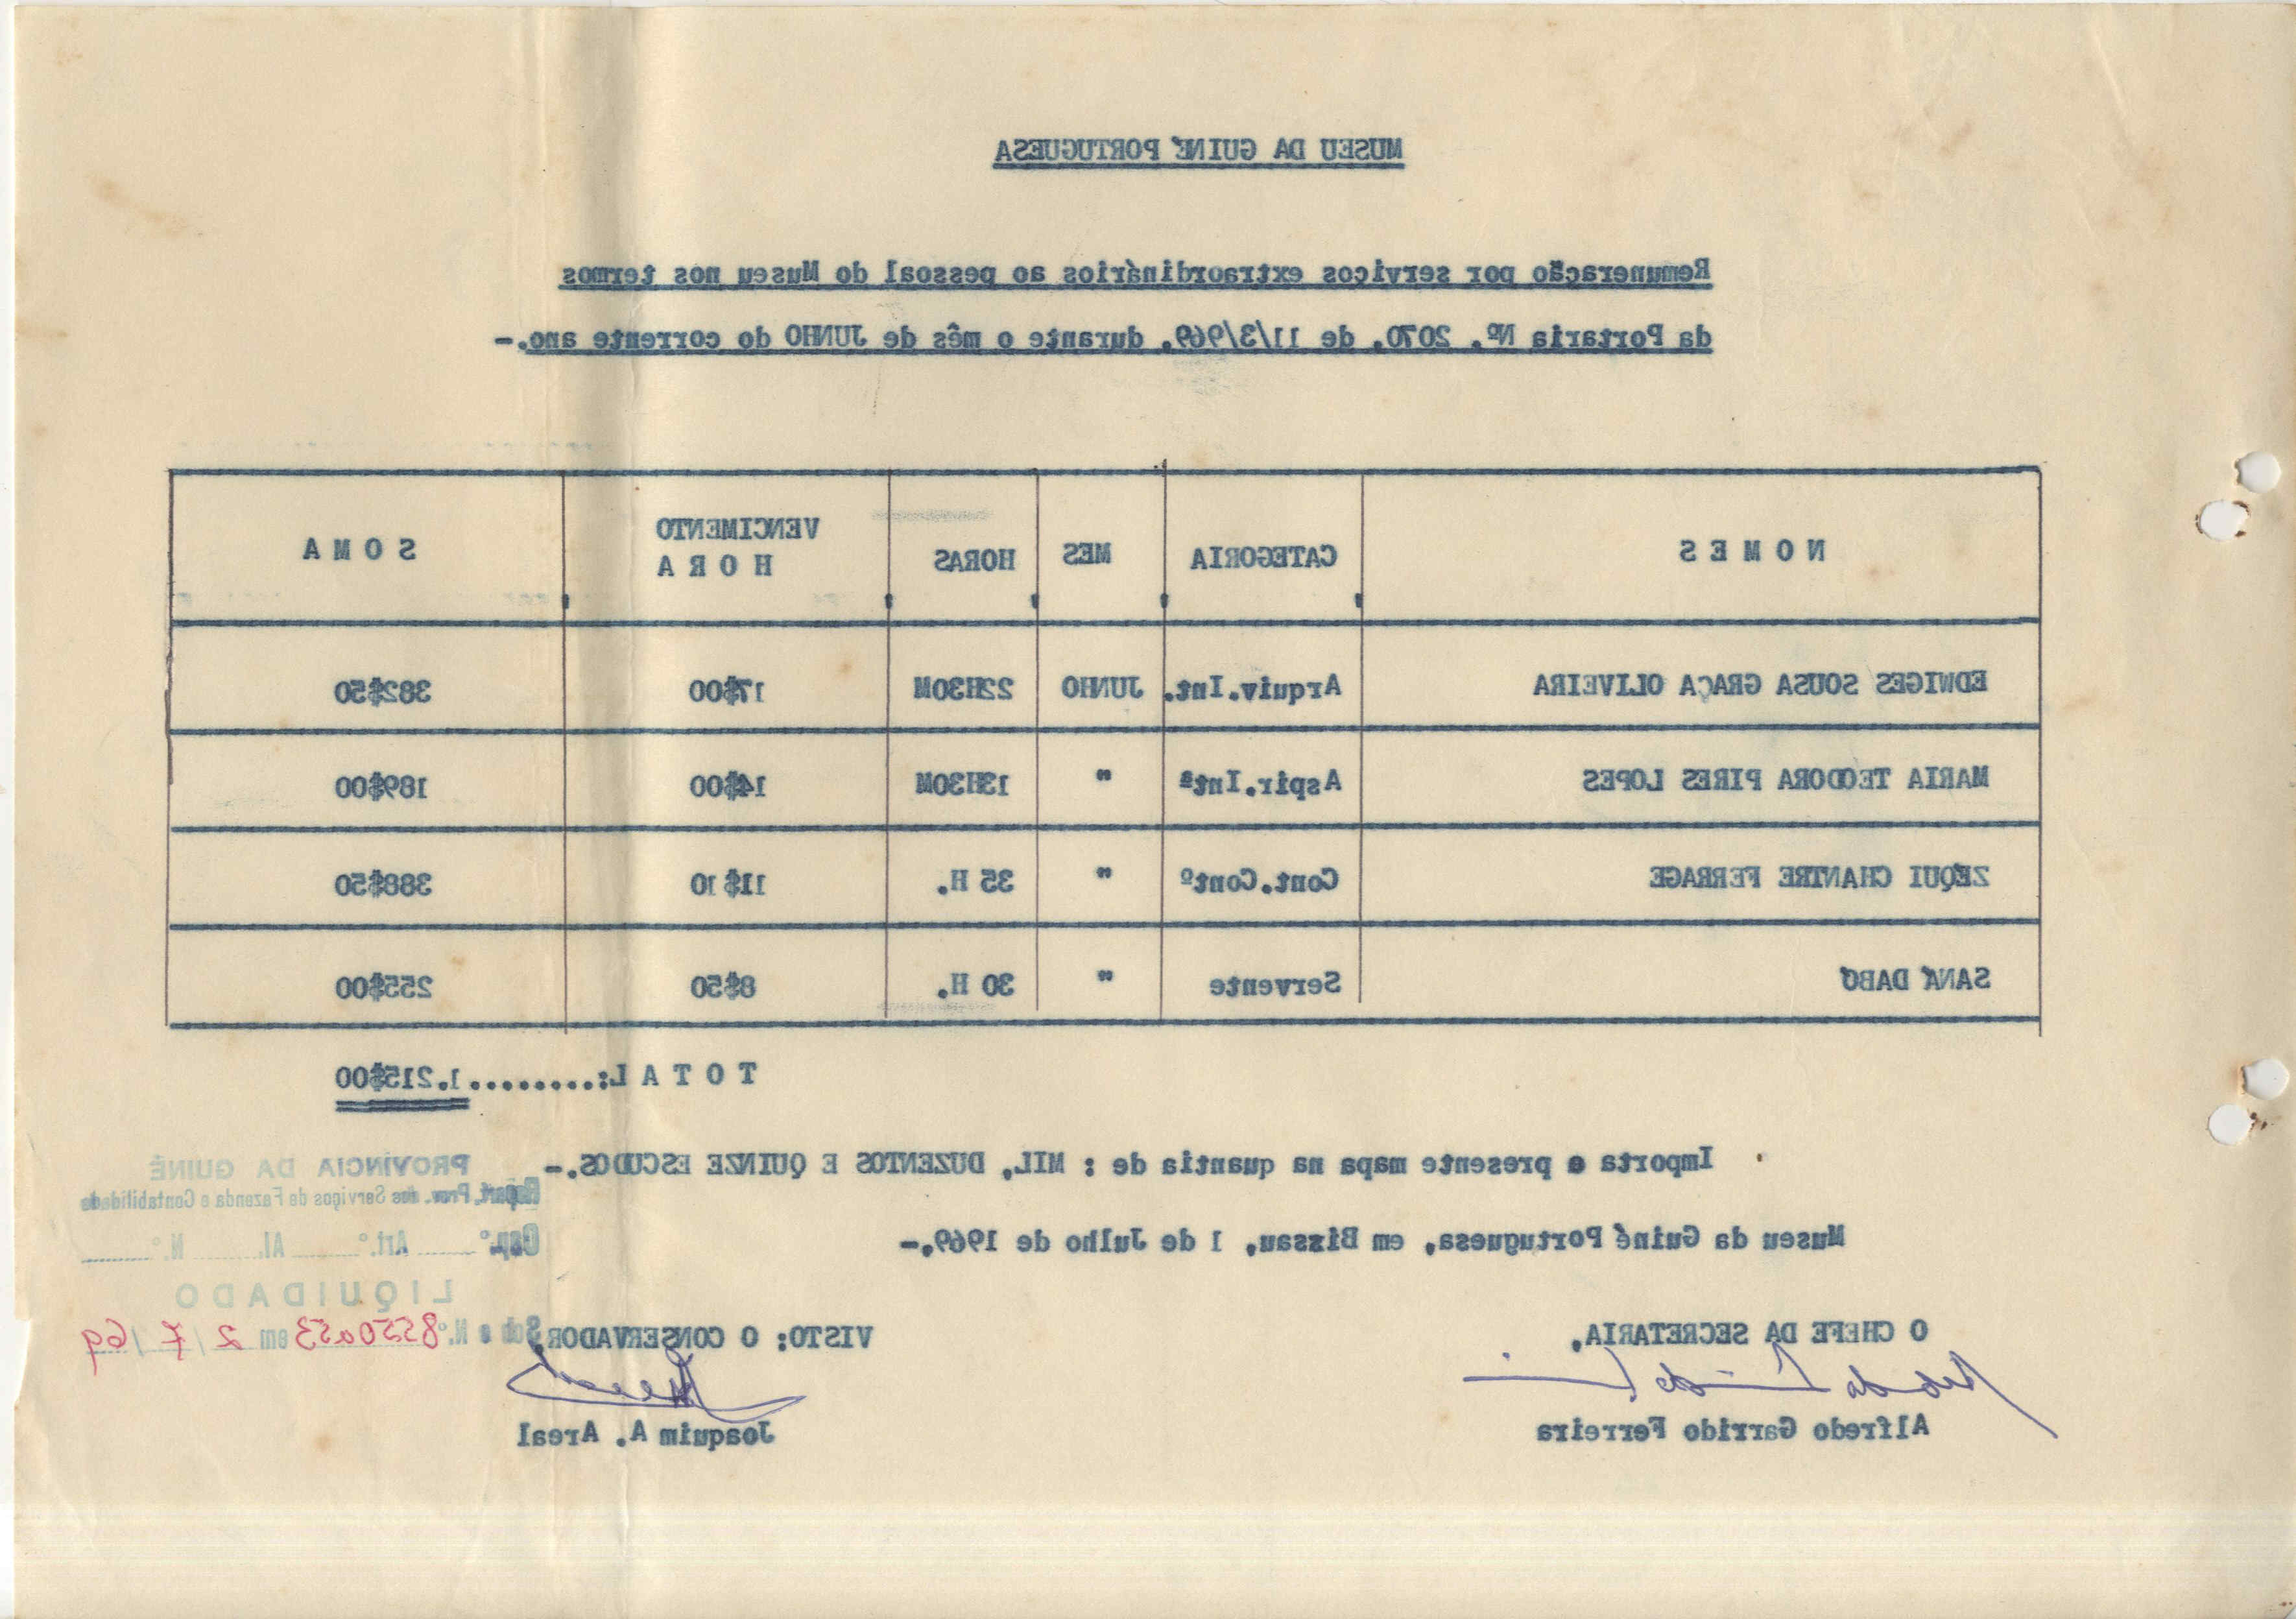 MUSEU DA GUINÉ PORTUGUESA
Remuneração por serviços extraordinários ao pessoal do Museu nos termos
da Portaria Nº. 2070, de 11/3/969, durante o mês de JUNHO do corrente ano.-
N O M E S CATEGORIA MES HORAS VENCIMENTO H O R A S O M A
EDWIGES SOUSA GRAÇA OLIVEIRA Arquiv.Int. JUNHO 22H30M 17$00 382$50
MARIA TEODORA PIRES LOPES Aspir.Intª " 13H30M 14$00 189$00
ZÉQUI CHANTRE FERRAGE Cont.Contº " 35 H. 11$10 388$50
SANÁ DABÓ Servente " 30 H. 8$50 255$00
T O T A L:.........1.215$00
Importa o presente mapa na quantia de : MIL, DUZENTOS E QUINZE ESCUDOS.-
Museu da Guiné Portuguesa, em Bissau, 1 de Julho de 1969.-
PROVÍNCIA DA GUINÉ
Repart. Prov. dos Serviços de Fazenda e Contabilidade
Cap.º Art.º Al. N.º
LIQUIDADO
Sob o N.º 8550a53 em 2/7/69
O CHEFE DA SECRETARIA,
Alfredo Garrido Ferreira
VISTO: O CONSERVADOR,
Joaquim A. Areal